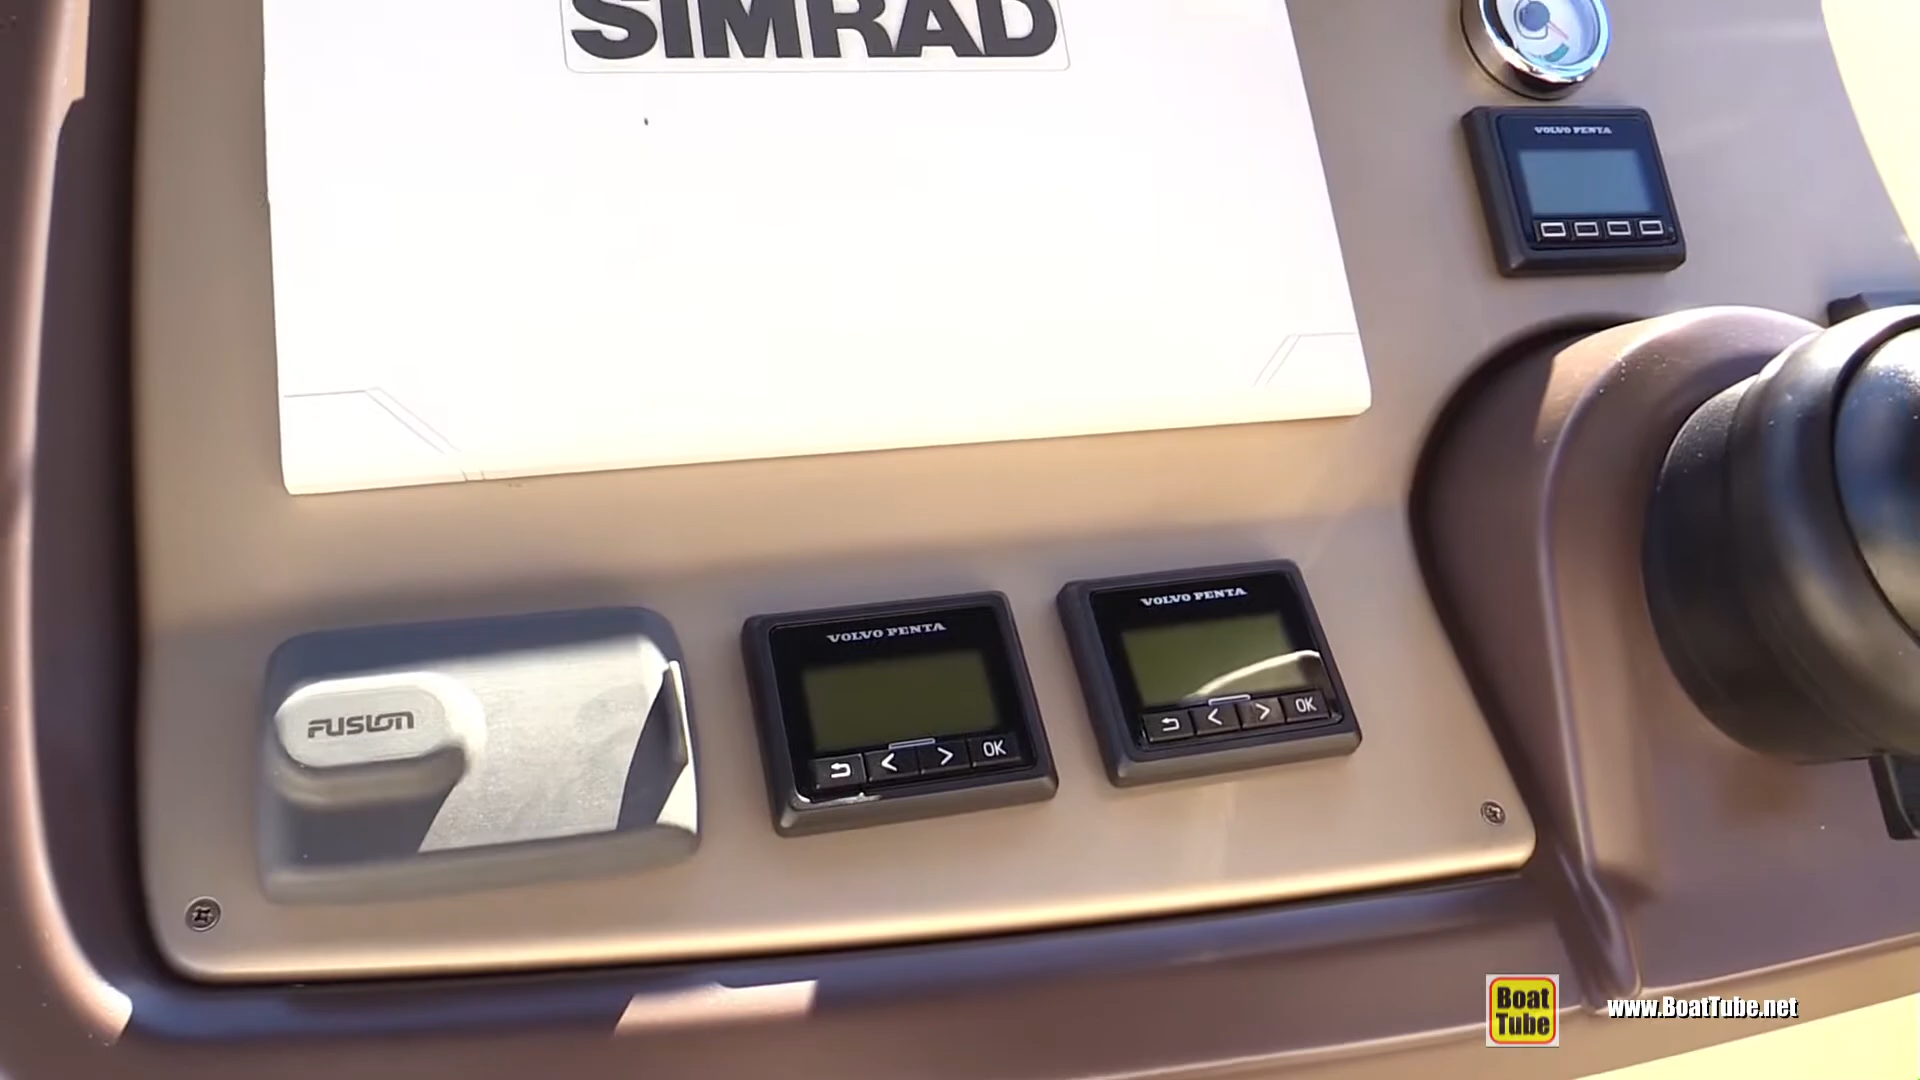 SIMRAD
VOLVO PENTA
VOLVO PENTA
OK
VOLVO PENTA
OK
FUSION
Boat
Tube
www.BoatTube.net